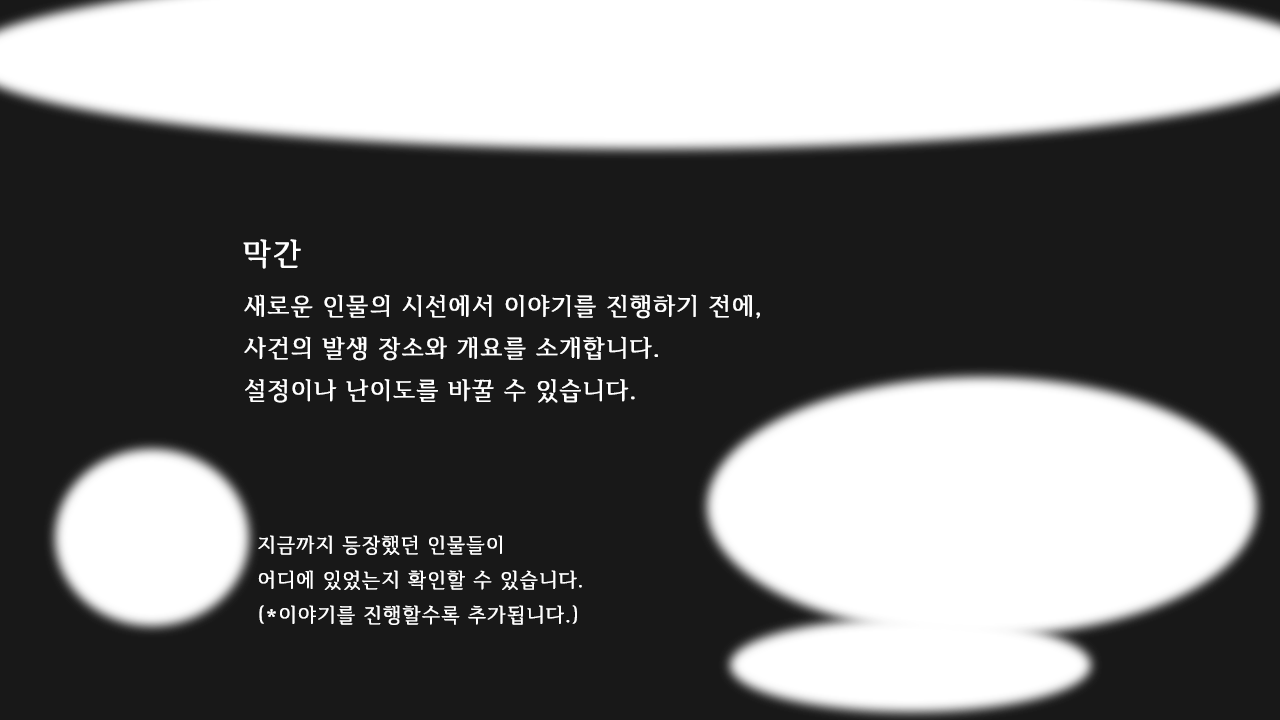 막간
새로운 인물의 시선에서 이야기를 진행하기 전에,
사건의 발생 장소와 개요를 소개합니다.
설정이나 난이도를 바꿀 수 있습니다.
지금까지 등장했던 인물들이
어디에 있었는지 확인할 수 있습니다.
(*이야기를 진행할수록 추가됩니다.)